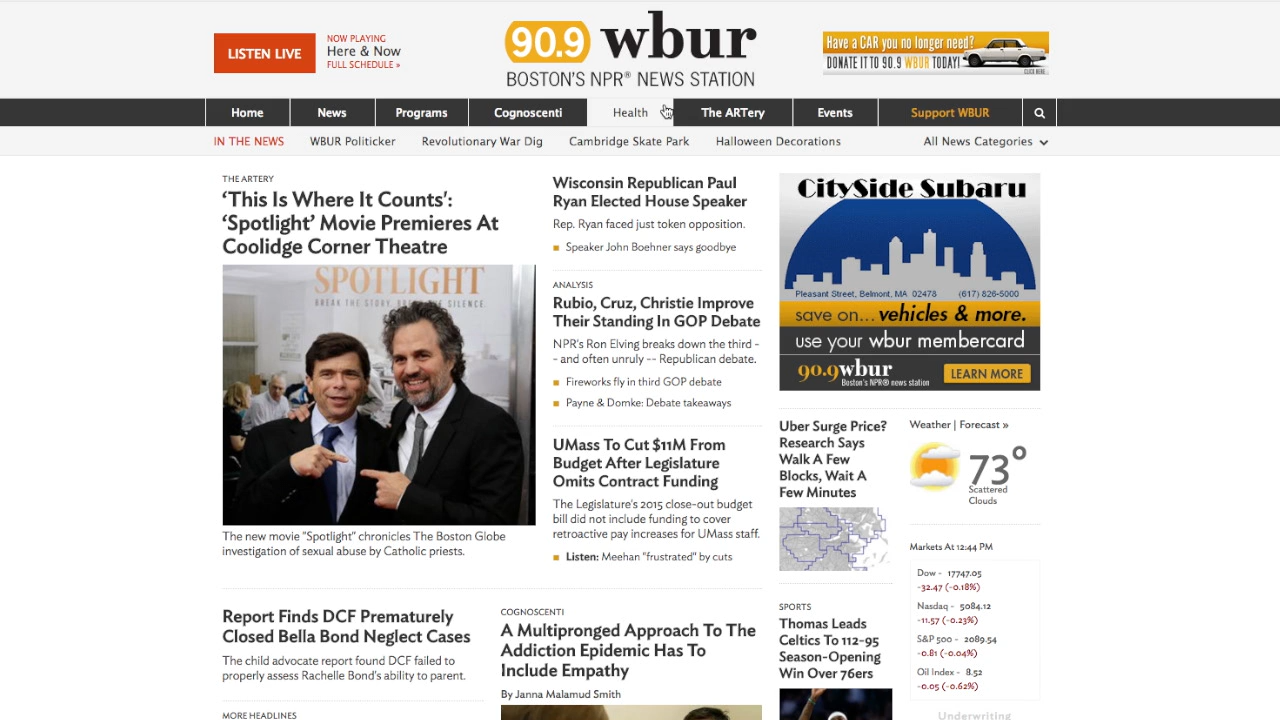 LISTEN LIVE
NOW PLAYING
Here & Now
FULL SCHEDULE »
90.9 wbur
BOSTON'S NPR® NEWS STATION
Have a CAR you no longer need?
DONATE IT TO 90.9 WBUR TODAY!
CLICK HERE
Home
News
Programs
Cognoscenti
Health
The ARTery
Events
Support WBUR
IN THE NEWS
WBUR Politicker
Revolutionary War Dig
Cambridge Skate Park
Halloween Decorations
All News Categories
THE ARTERY
'This Is Where It Counts':
'Spotlight' Movie Premieres At
Coolidge Corner Theatre
SPOTLIGHT
The new movie "Spotlight" chronicles The Boston Globe
investigation of sexual abuse by Catholic priests.
Wisconsin Republican Paul
Ryan Elected House Speaker
Rep. Ryan faced just token opposition.
Speaker John Boehner says goodbye
ANALYSIS
Rubio, Cruz, Christie Improve
Their Standing In GOP Debate
NPR's Ron Elving breaks down the third -
- and often unruly -- Republican debate.
Fireworks fly in third GOP debate
Payne & Domke: Debate takeaways
UMass To Cut $11M From
Budget After Legislature
Omits Contract Funding
The Legislature's 2015 close-out budget
bill did not include funding to cover
retroactive pay increases for UMass staff.
Listen: Meehan "frustrated" by cuts
CitySide Subaru
Pleasant Street, Belmont, MA 02478 (617) 826-5000
save on... vehicles & more.
use your wbur membercard
90.9 wbur
Boston's NPR® news station
LEARN MORE
Uber Surge Price?
Research Says
Walk A Few
Blocks, Wait A
Few Minutes
Weather | Forecast »
73°
Scattered
Clouds
Markets At 12:44 PM
Dow - 17747.05
-32.47 (-0.18%)
Nasdaq - 5084.12
-11.57 (-0.23%)
S&P 500 - 2089.54
-0.81 (-0.04%)
Oil Index - 8.52
-0.05 (-0.62%)
Underwriting
Report Finds DCF Prematurely
Closed Bella Bond Neglect Cases
The child advocate report found DCF failed to
properly assess Rachelle Bond's ability to parent.
MORE HEADLINES
COGNOSCENTI
A Multipronged Approach To The
Addiction Epidemic Has To
Include Empathy
By Janna Malamud Smith
SPORTS
Thomas Leads
Celtics To 112-95
Season-Opening
Win Over 76ers